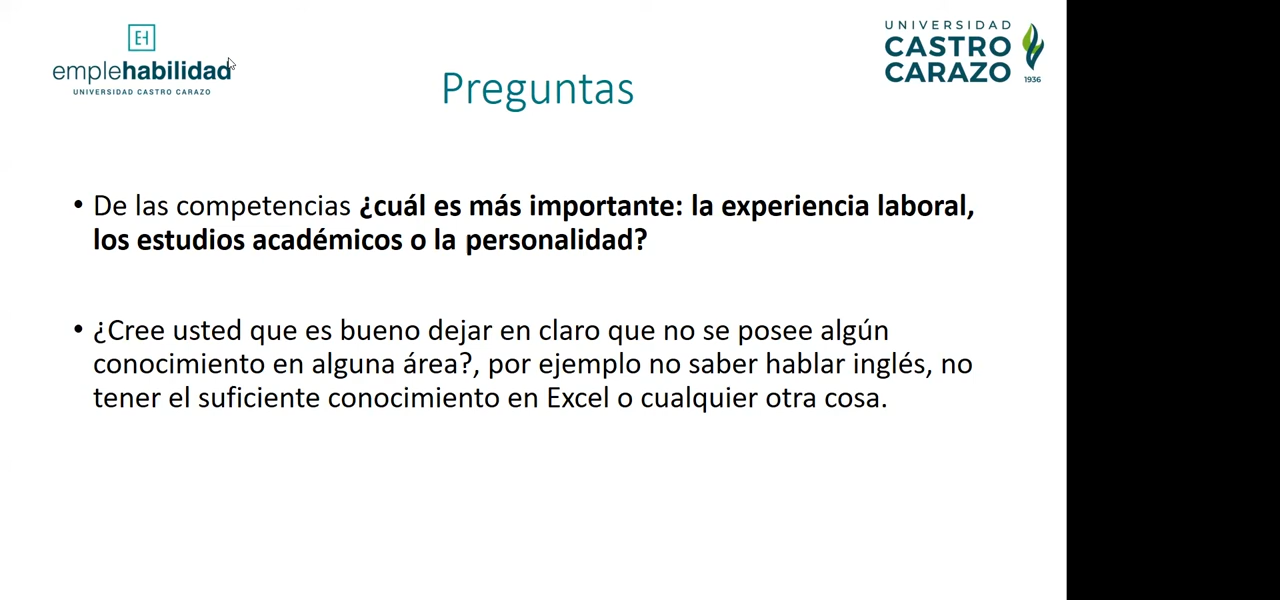 EH
emplehabilidad
UNIVERSIDAD CASTRO CARAZO
UNIVERSIDAD
CASTRO
CARAZO
1936
Preguntas
• De las competencias ¿cuál es más importante: la experiencia laboral,
los estudios académicos o la personalidad?
• ¿Cree usted que es bueno dejar en claro que no se posee algún
conocimiento en alguna área?, por ejemplo no saber hablar inglés, no
tener el suficiente conocimiento en Excel o cualquier otra cosa.